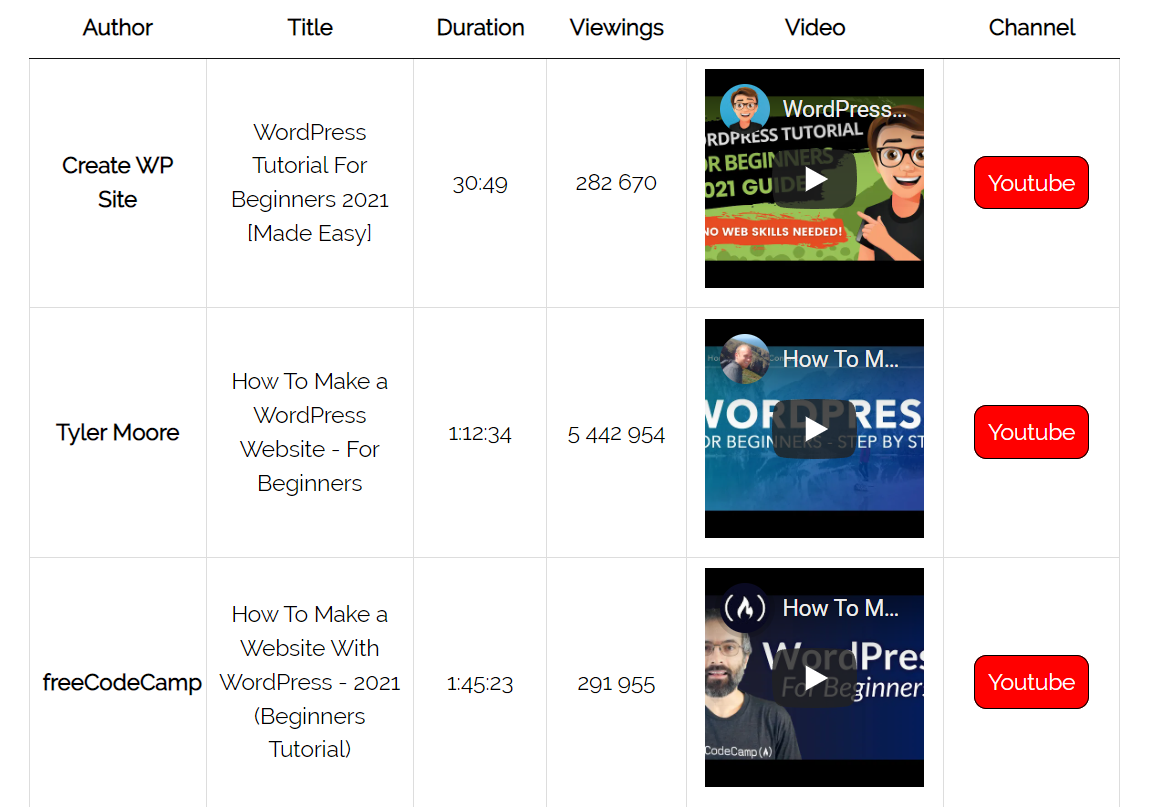 Author Title Duration Viewings Video Channel
Create WP
Site
WordPress
Tutorial For
Beginners 2021
[Made Easy]
30:49
282 670
WordPress...
RDPRESS TUTORIAL
OR BEGINNERS
021 GUIDE
NO WEB SKILLS NEEDED!
Youtube
Tyler Moore
How To Make a
WordPress
Website - For
Beginners
1:12:34
5 442 954
How To M...
WORDPRES
OR BEGINNERS - STEP BY ST
Youtube
freeCodeCamp
How To Make a
Website With
WordPress - 2021
(Beginners
Tutorial)
1:45:23
291 955
How To M...
WordPres
For Beginners
CodeCamp(🔥)
Youtube